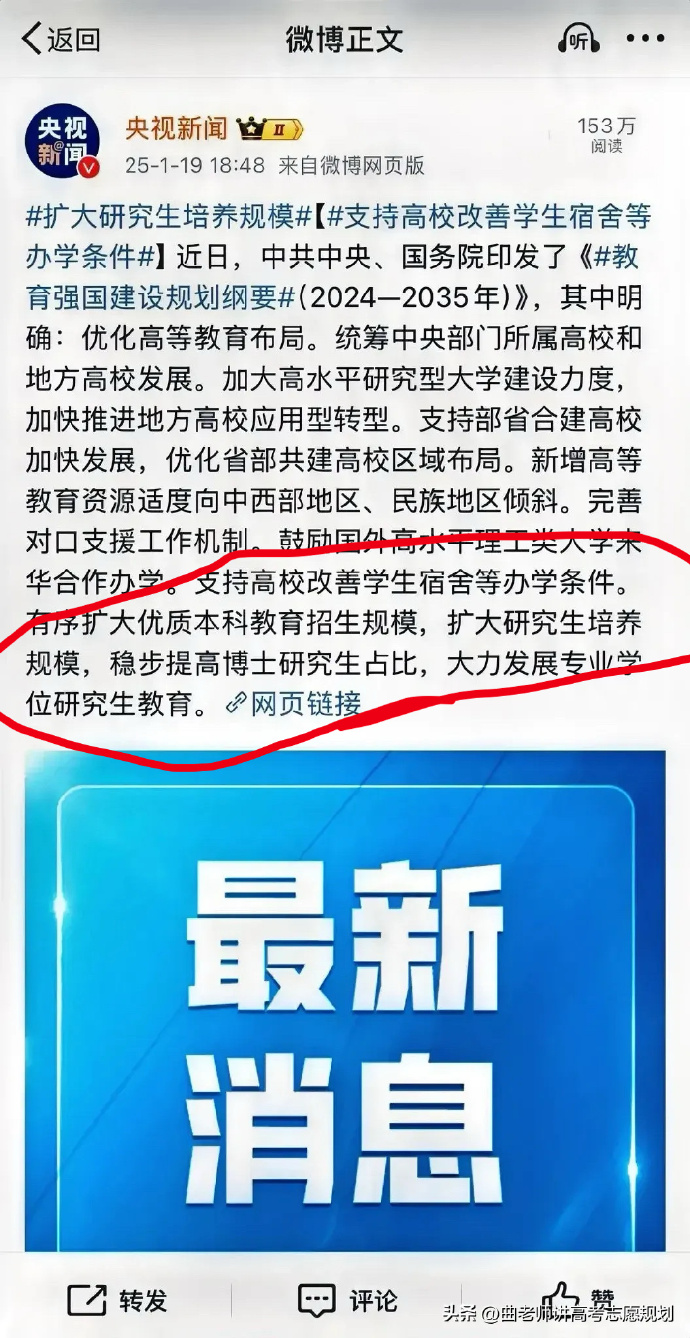 返回
微博正文
听
央视新闻
II
央视
新@闻
V
153万
阅读
25-1-19 18:48 来自微博网页版
#扩大研究生培养规模#【#支持高校改善学生宿舍等
办学条件#】近日，中共中央、国务院印发了《#教
育强国建设规划纲要#(2024—2035年)》，其中明
确：优化高等教育布局。统筹中央部门所属高校和
地方高校发展。加大高水平研究型大学建设力度，
加快推进地方高校应用型转型。支持部省合建高校
加快发展，优化省部共建高校区域布局。新增高等
教育资源适度向中西部地区、民族地区倾斜。完善
对口支援工作机制。鼓励国外高水平理工类大学来
华合作办学。支持高校改善学生宿舍等办学条件。
有序扩大优质本科教育招生规模，扩大研究生培养
规模，稳步提高博士研究生占比，大力发展专业学
位研究生教育。网页链接
最新
消息
转发
评论
赞
头条 @曲老师讲高考志愿规划